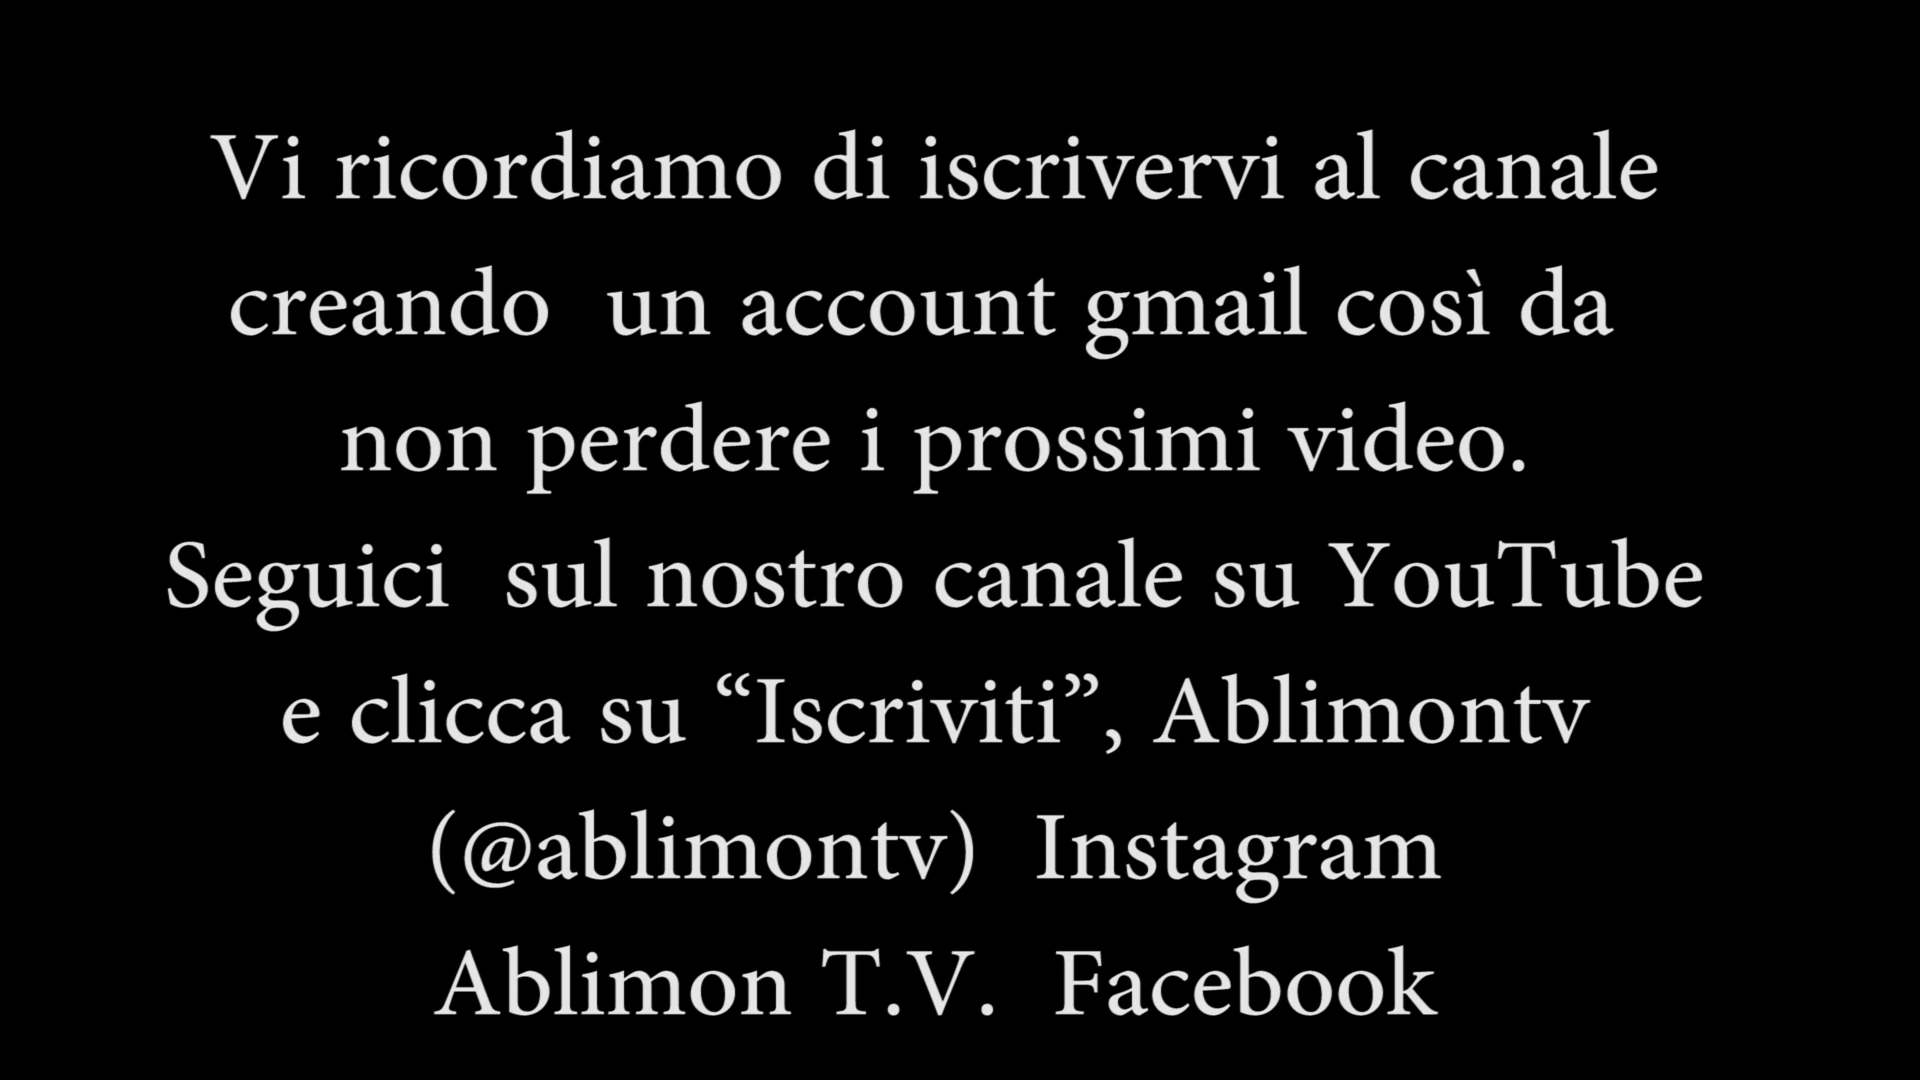 Vi ricordiamo di iscrivervi al canale
creando  un account gmail così da
non perdere i prossimi video.
Seguici  sul nostro canale su YouTube
e clicca su “Iscriviti”, Ablimontv
(@ablimontv)  Instagram
Ablimon T.V.  Facebook